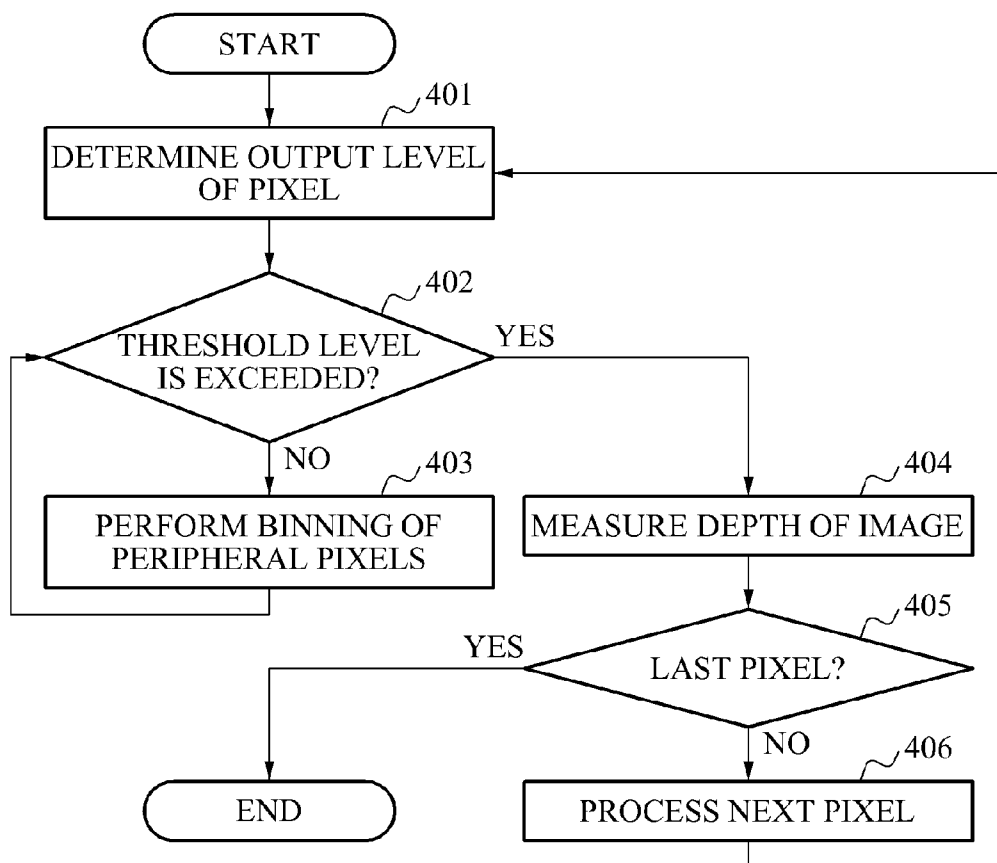 START
401
DETERMINE OUTPUT LEVEL
OF PIXEL
402
THRESHOLD LEVEL
IS EXCEEDED?
YES
NO
403
PERFORM BINNING OF
PERIPHERAL PIXELS
404
MEASURE DEPTH OF IMAGE
405
LAST PIXEL?
YES
NO
END
406
PROCESS NEXT PIXEL